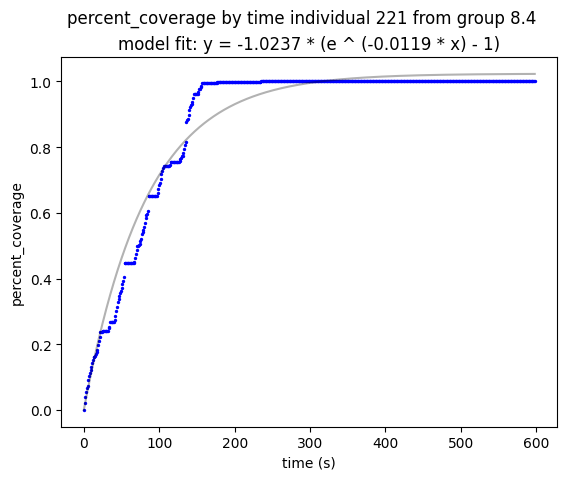 percent_coverage by time individual 221 from group 8.4
model fit: y = -1.0237 * (e ^ (-0.0119 * x) - 1)
1.0
0.8
0.6
0.4
0.2
0.0
percent_coverage
0 100 200 300 400 500 600
time (s)